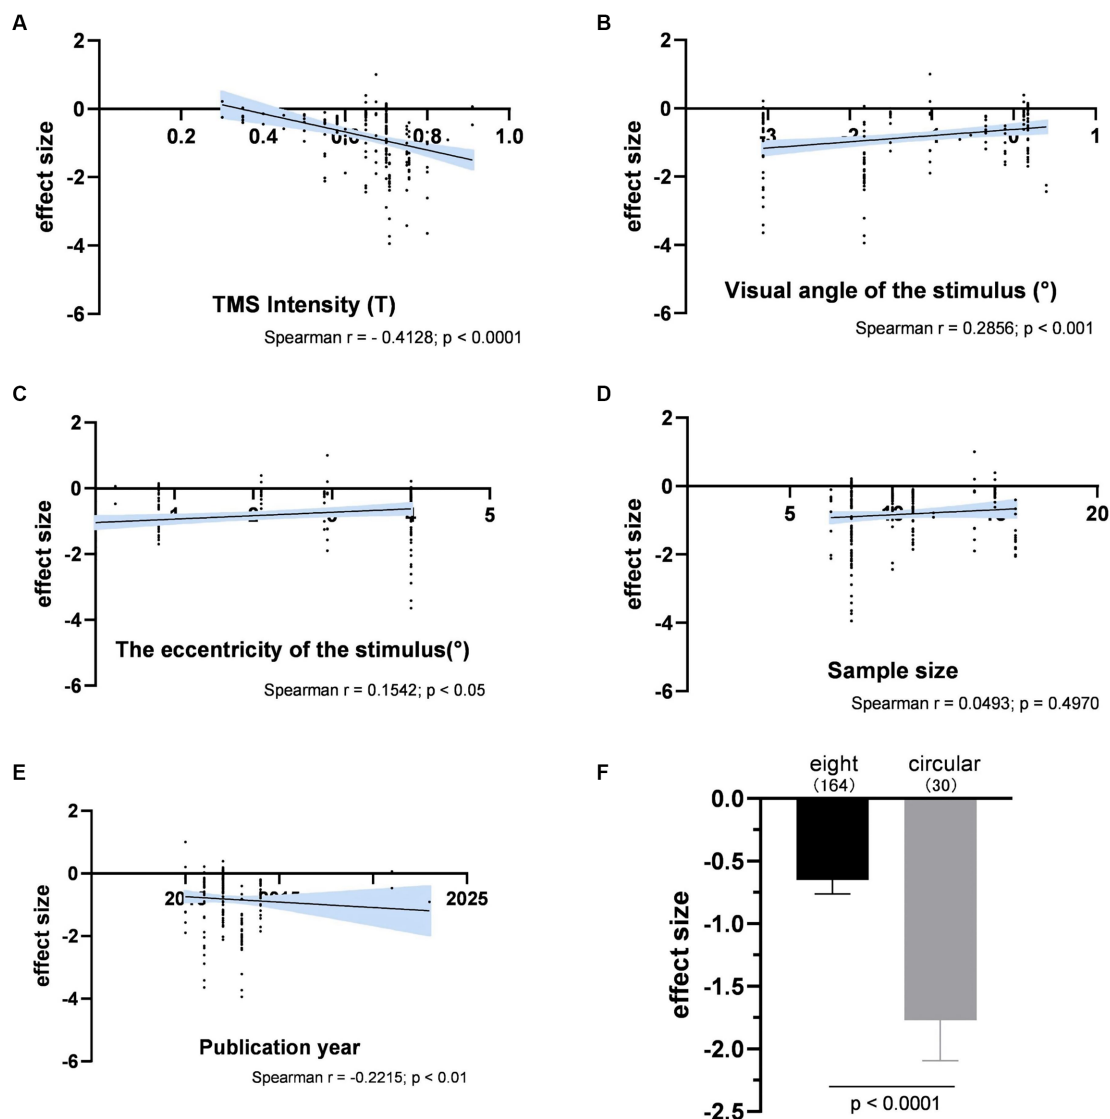 A
2
0
0.2
0.4
0.8
1.0
-2
-4
-6
effect size
TMS Intensity (T)
Spearman r = - 0.4128; p < 0.0001
B
2
0
1
-2
-4
-6
effect size
Visual angle of the stimulus (°)
Spearman r = 0.2856; p < 0.001
C
2
0
5
-2
-4
-6
effect size
The eccentricity of the stimulus(°)
Spearman r = 0.1542; p < 0.05
D
2
0
5
20
-2
-4
-6
effect size
Sample size
Spearman r = 0.0493; p = 0.4970
E
2
0
2025
-2
-4
-6
effect size
Publication year
Spearman r = -0.2215; p < 0.01
F
eight
circular
(164)
(30)
0.0
-0.5
-1.0
-1.5
-2.0
-2.5
effect size
p < 0.0001